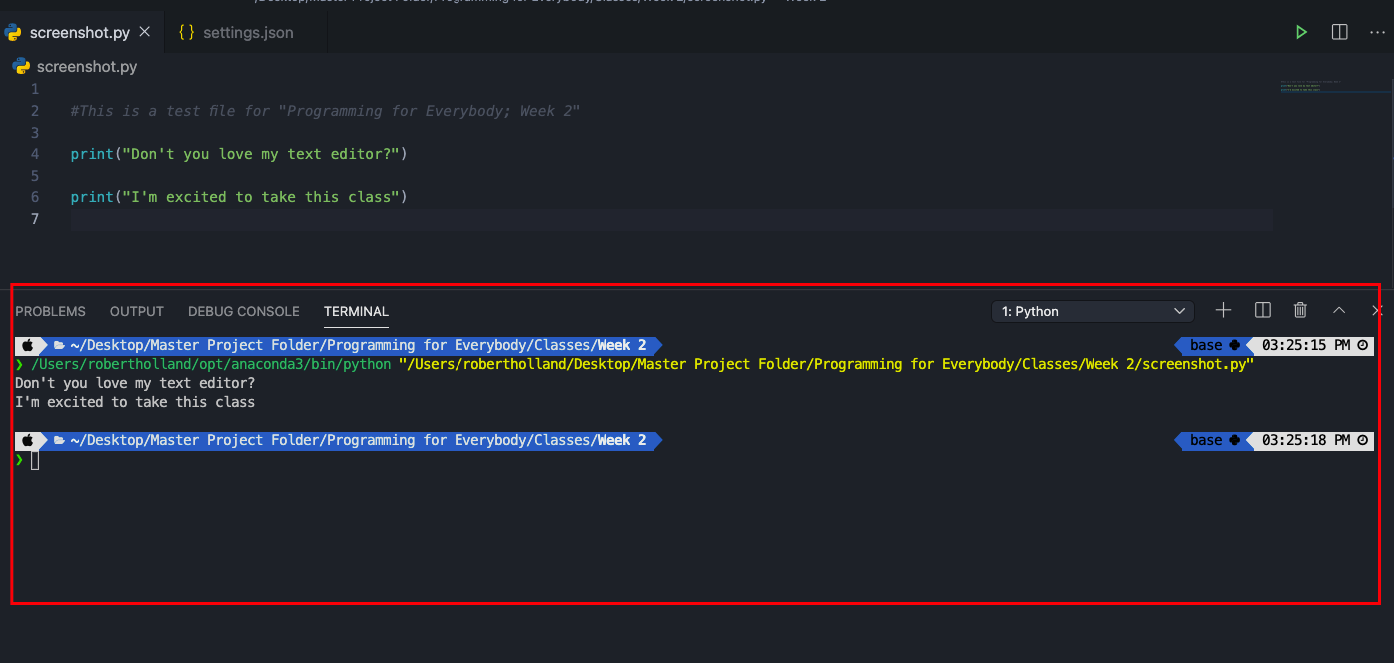 screenshot.py
{} settings.json
screenshot.py
1
2 #This is a test file for "Programming for Everybody; Week 2"
3
4 print("Don't you love my text editor?")
5
6 print("I'm excited to take this class")
7
PROBLEMS OUTPUT DEBUG CONSOLE TERMINAL 1: Python
~/Desktop/Master Project Folder/Programming for Everybody/Classes/Week 2 base 03:25:15 PM
❯ /Users/robertholland/opt/anaconda3/bin/python "/Users/robertholland/Desktop/Master Project Folder/Programming for Everybody/Classes/Week 2/screenshot.py"
Don't you love my text editor?
I'm excited to take this class
~/Desktop/Master Project Folder/Programming for Everybody/Classes/Week 2 base 03:25:18 PM
❯